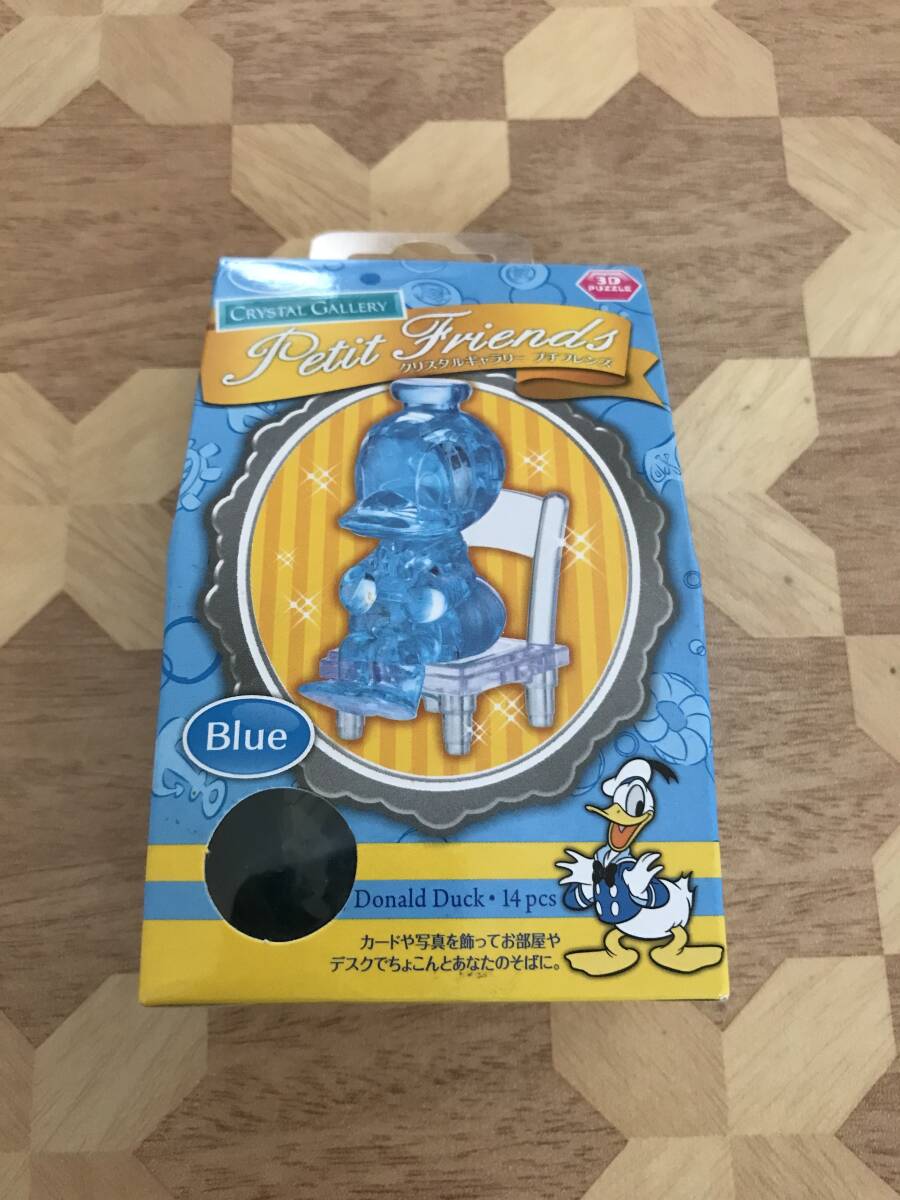 3D
PUZZLE
CRYSTAL GALLERY
Petit Friends
クリスタルギャラリー プチフレンズ
Blue
Donald Duck・14 pcs
カードや写真を飾ってお部屋や
デスクでちょこんとあなたのそばに。